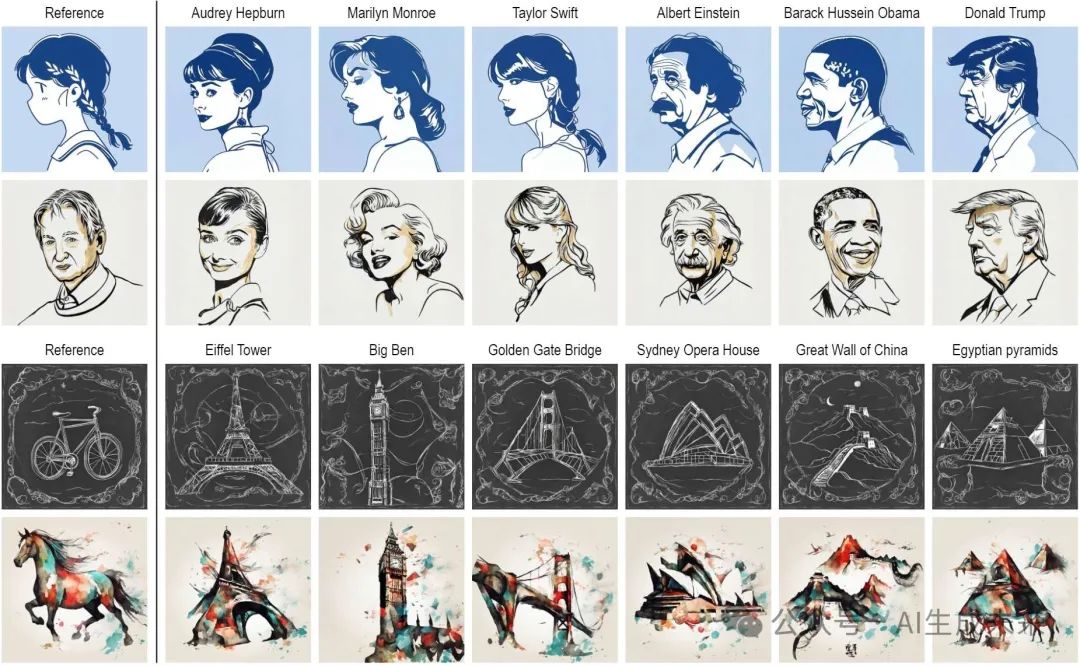 Reference Audrey Hepburn Marilyn Monroe Taylor Swift Albert Einstein Barack Hussein Obama Donald Trump
Reference Eiffel Tower Big Ben Golden Gate Bridge Sydney Opera House Great Wall of China Egyptian pyramids
公众号 · AI生成